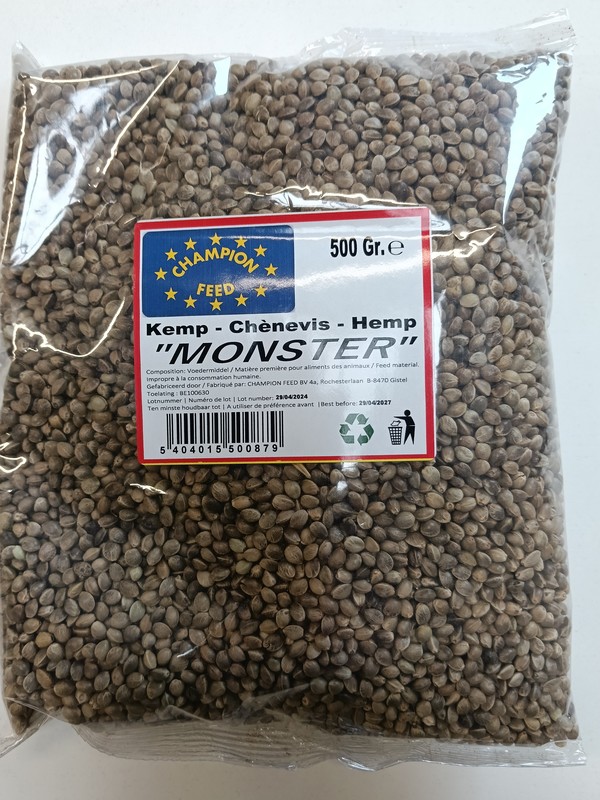 CHAMPION
FEED
500 Gr. ℮
Kemp - Chènevis - Hemp
"MONSTER"
Composition: Voedermiddel / Matière première pour aliments des animaux / Feed material.
Impropre à la consommation humaine.
Gefabriceerd door / Fabriqué par: CHAMPION FEED BV 4a, Rochesterlaan B-8470 Gistel
Toelating : BE100630
Lotnummer | Numéro de lot | Lot number: 29/04/2024
Ten minste houdbaar tot | A utiliser de préférence avant |Best before: 29/04/2027
5 404015 500879